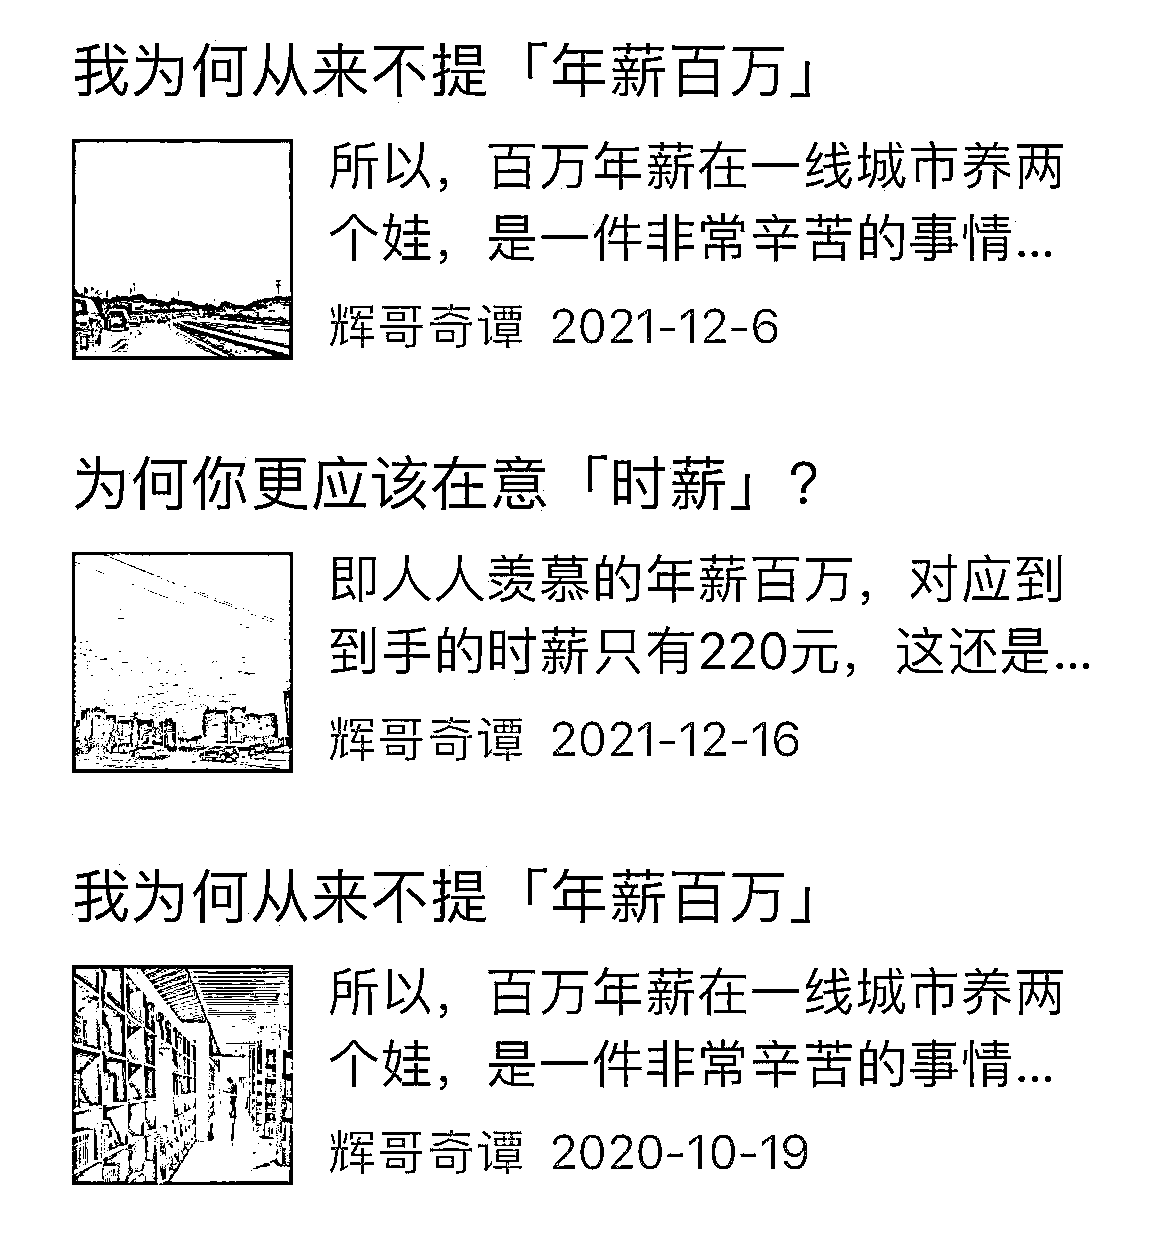 我为何从来不提「年薪百万」
所以，百万年薪在一线城市养两
个娃，是一件非常辛苦的事情...
辉哥奇谭 2021-12-6
为何你更应该在意「时薪」?
即人人羡慕的年薪百万，对应到
到手的时薪只有220元，这还是...
辉哥奇谭 2021-12-16
我为何从来不提「年薪百万」
所以，百万年薪在一线城市养两
个娃，是一件非常辛苦的事情...
辉哥奇谭 2020-10-19